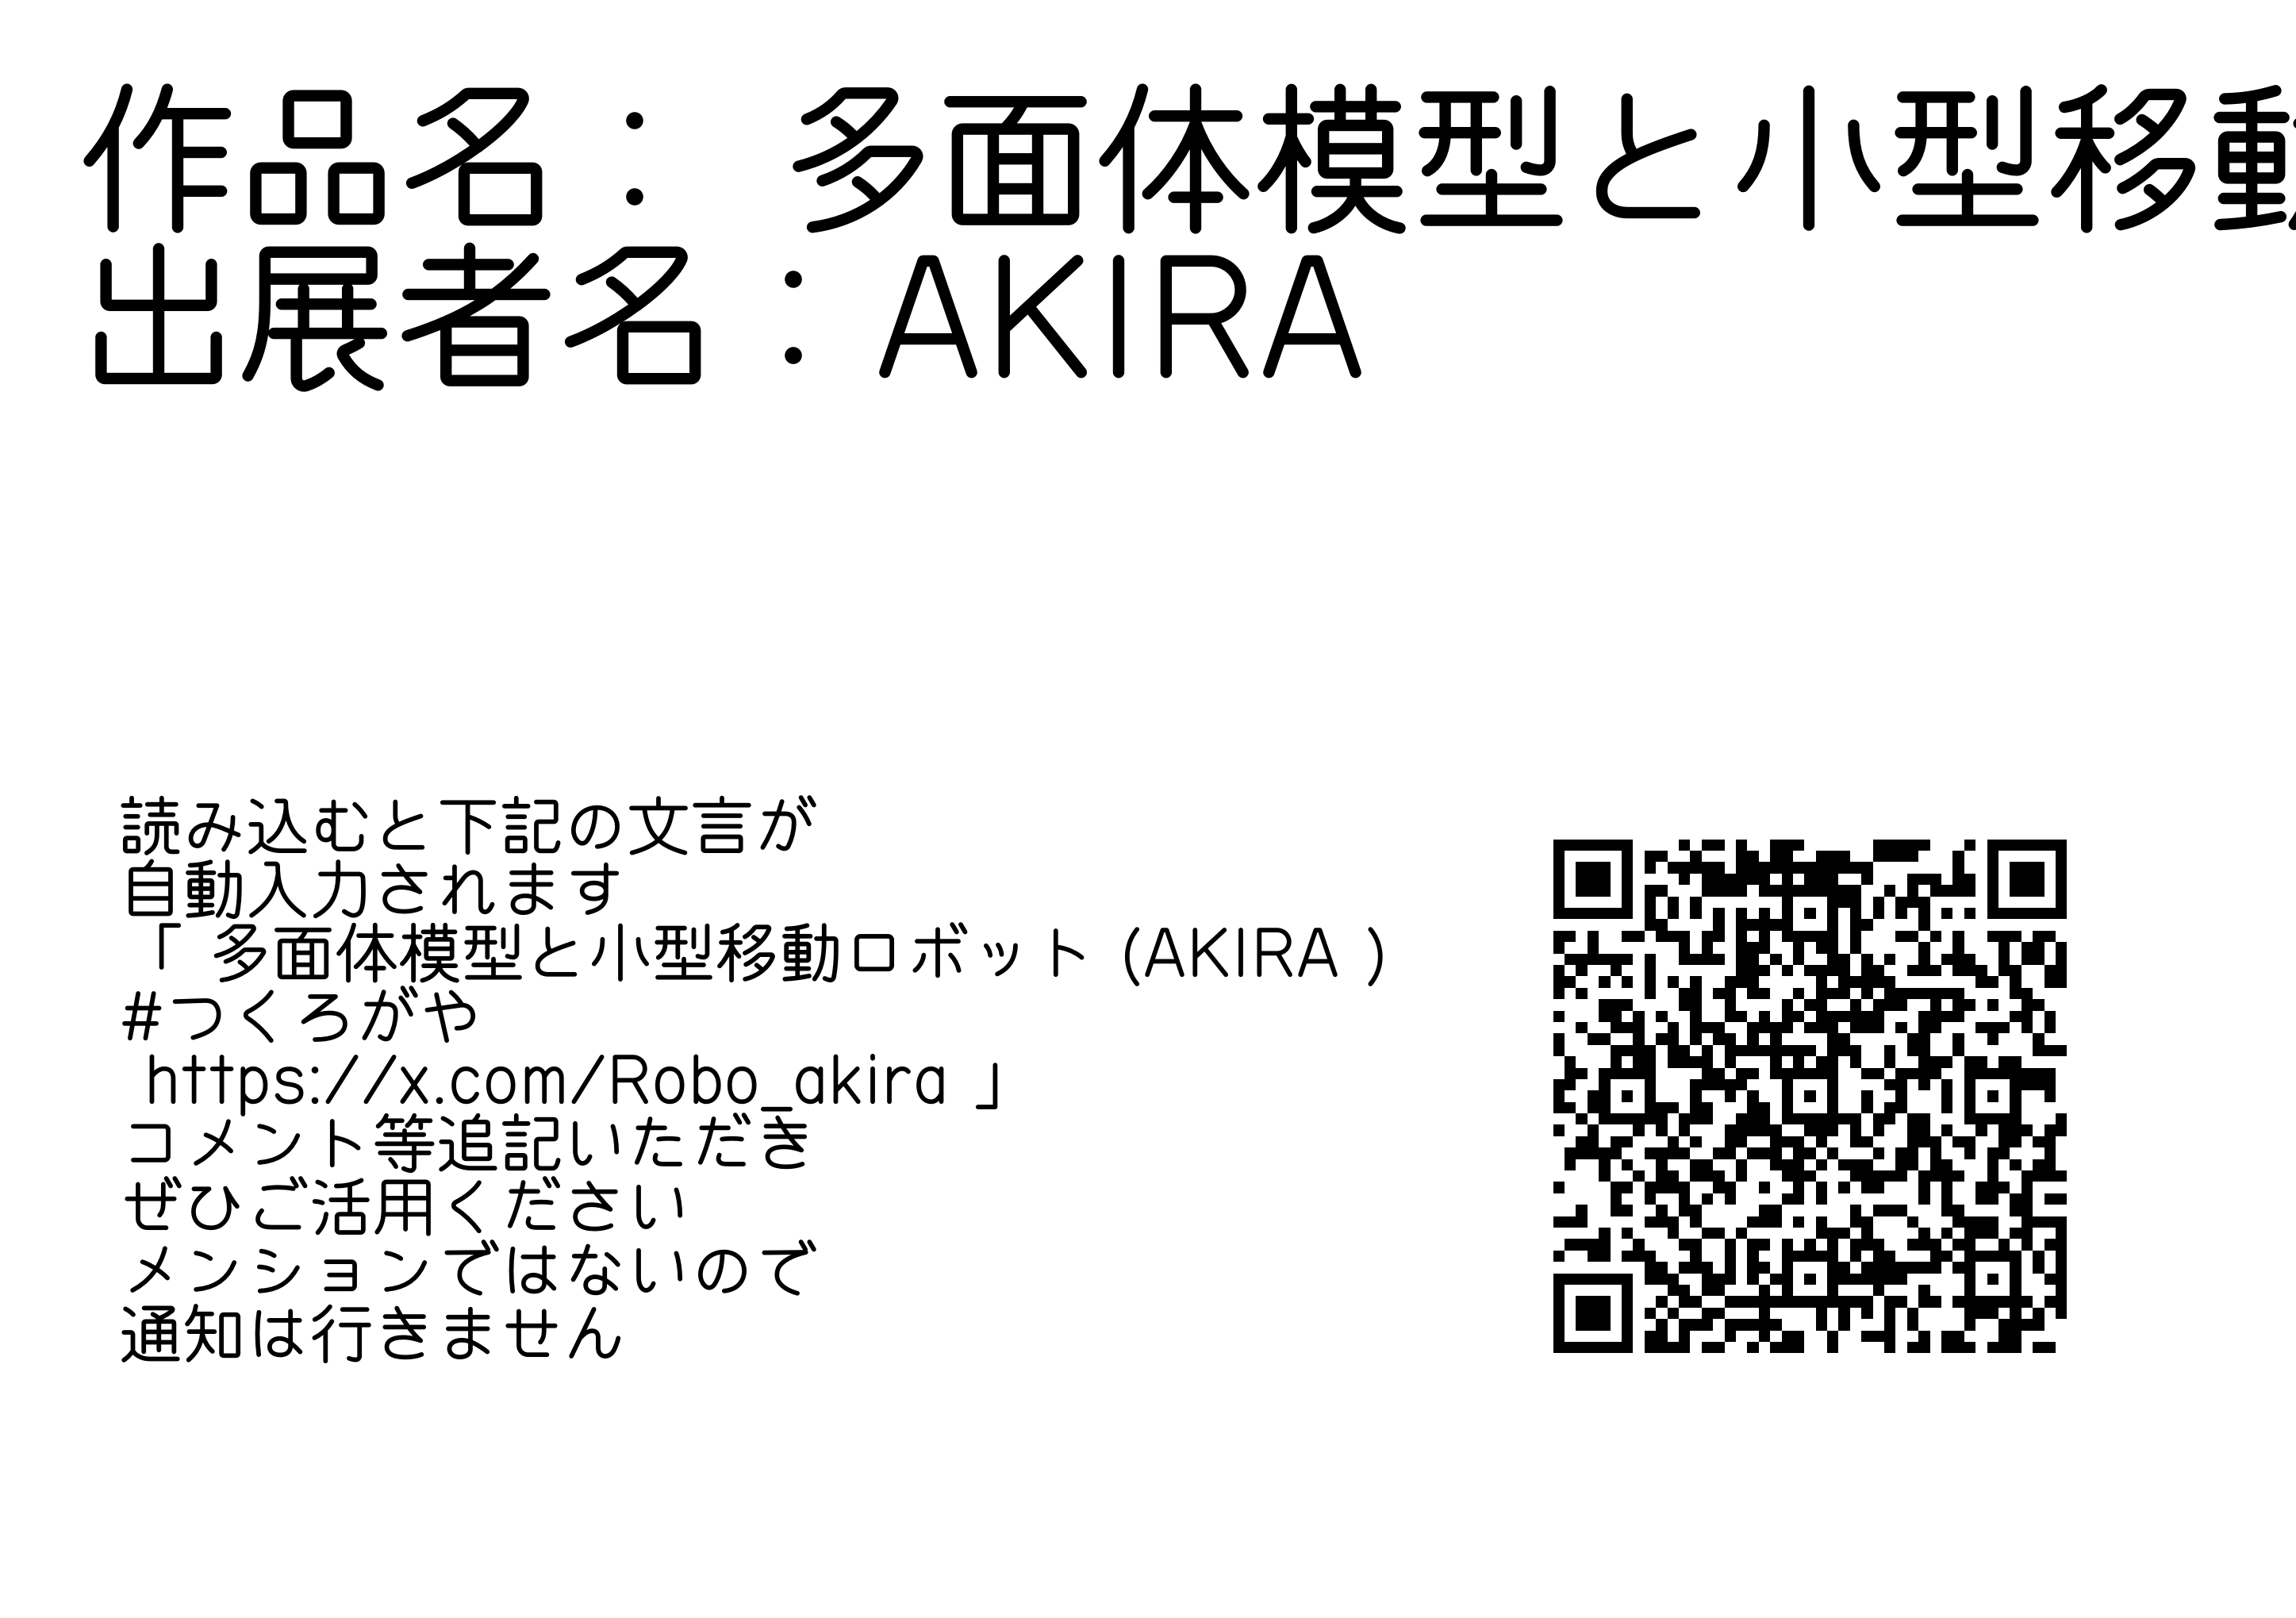 作品名：多面体模型と小型移動
出展者名：AKIRA
読み込むと下記の文言が
自動入力されます
「多面体模型と小型移動ロボット（AKIRA ）
#つくろがや
https://x.com/Robo_akira 」
コメント等追記いただき
ぜひご活用ください
メンションではないので
通知は行きません